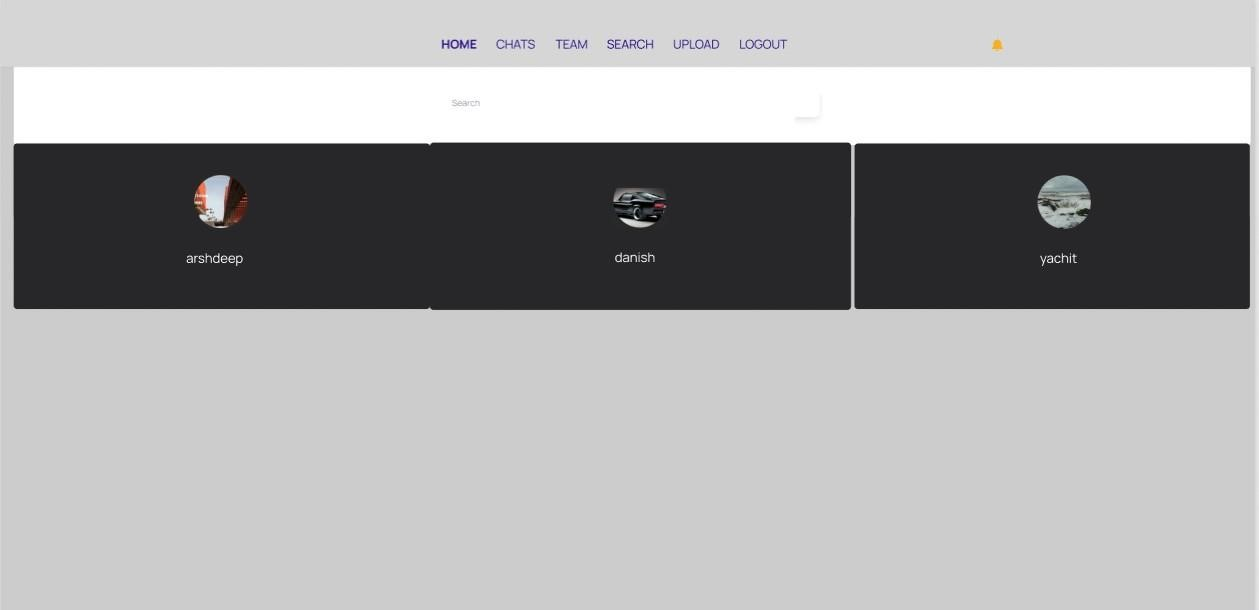 HOME CHATS TEAM SEARCH UPLOAD LOGOUT
Search
arshdeep danish yachit